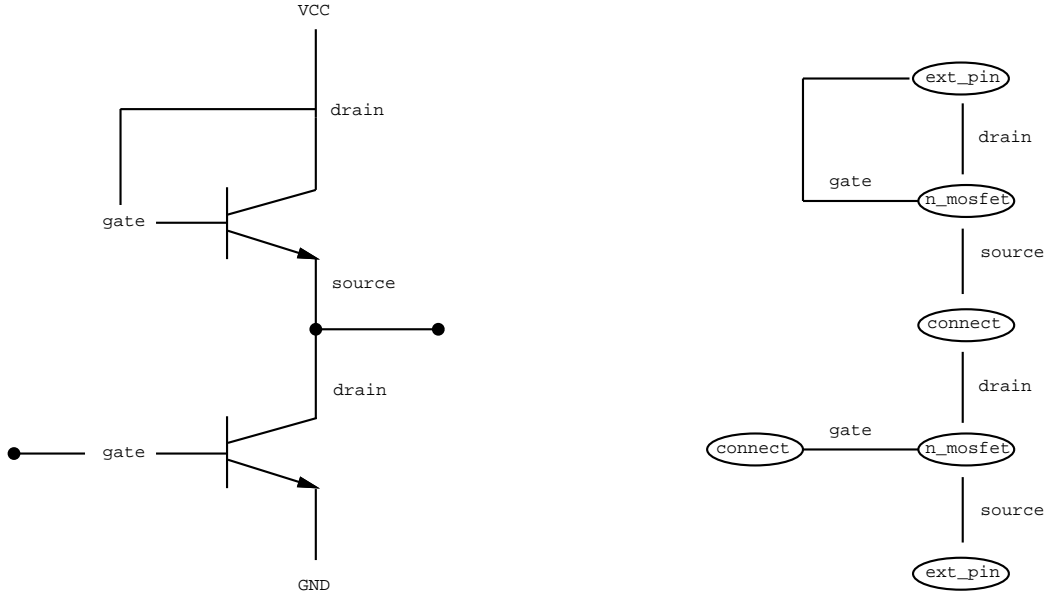 VCC
drain
gate
source
drain
gate
GND
ext_pin
drain
gate
n_mosfet
source
connect
drain
gate
connect
n_mosfet
source
ext_pin